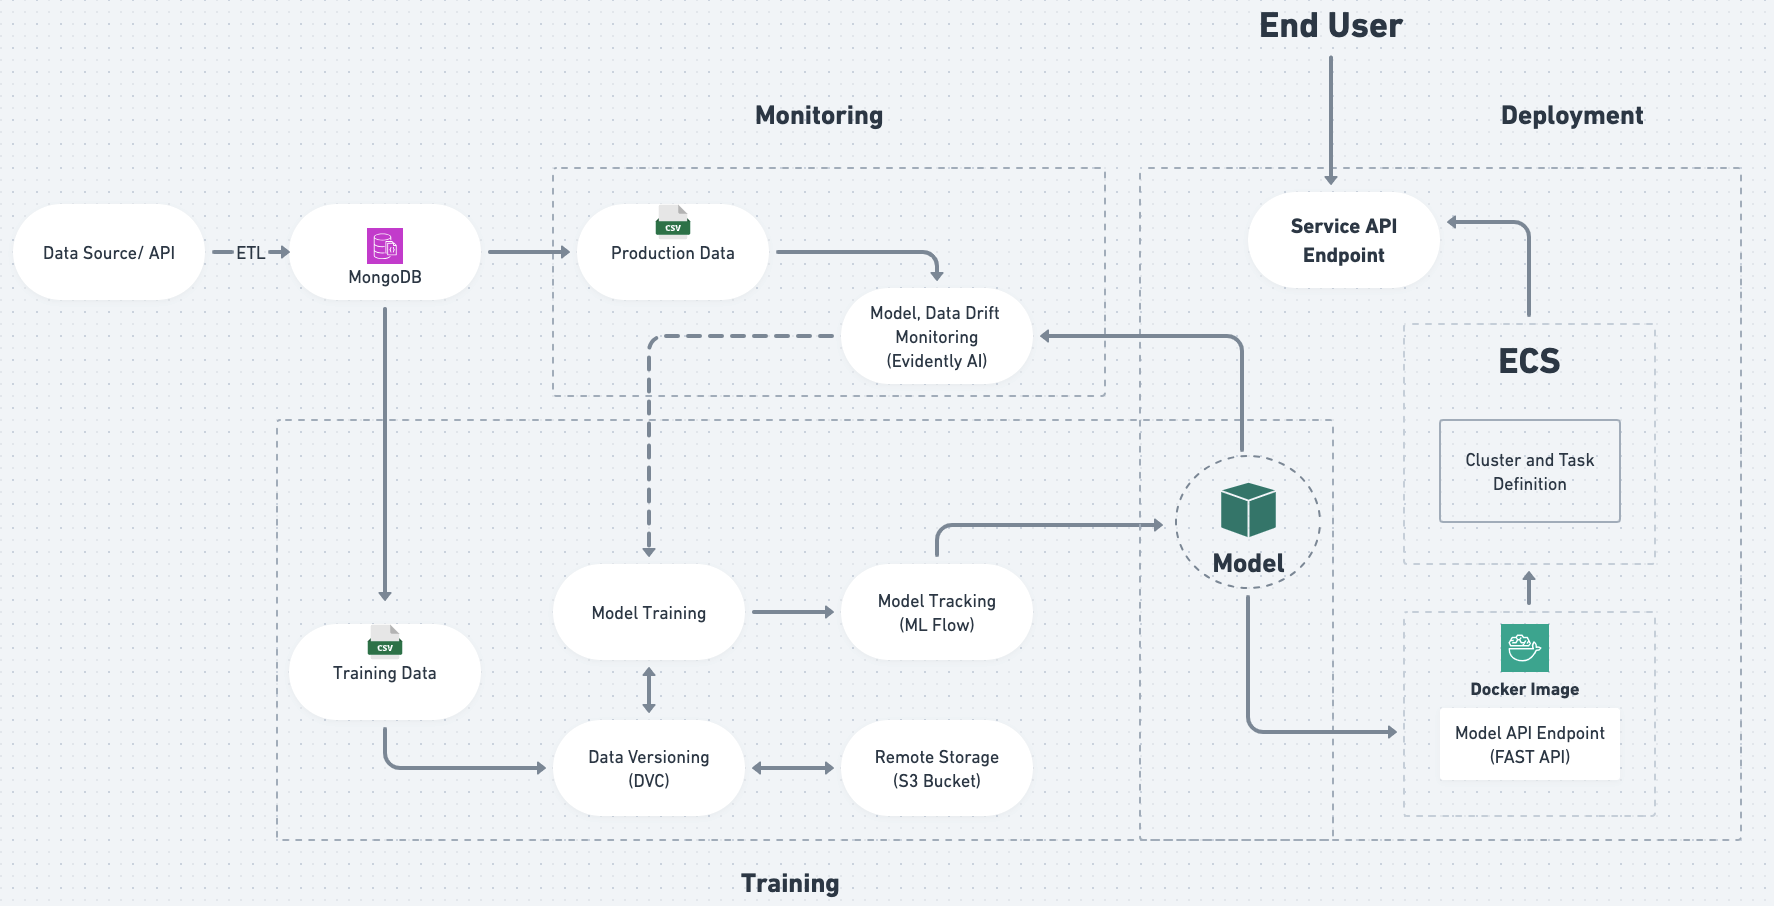 End User
Monitoring
Deployment
Data Source/ API
ETL
MongoDB
CSV
Production Data
Service API
Endpoint
Model, Data Drift
Monitoring
(Evidently AI)
ECS
Cluster and Task
Definition
Model
Model Training
Model Tracking
(ML Flow)
CSV
Training Data
Docker Image
Model API Endpoint
(FAST API)
Data Versioning
(DVC)
Remote Storage
(S3 Bucket)
Training